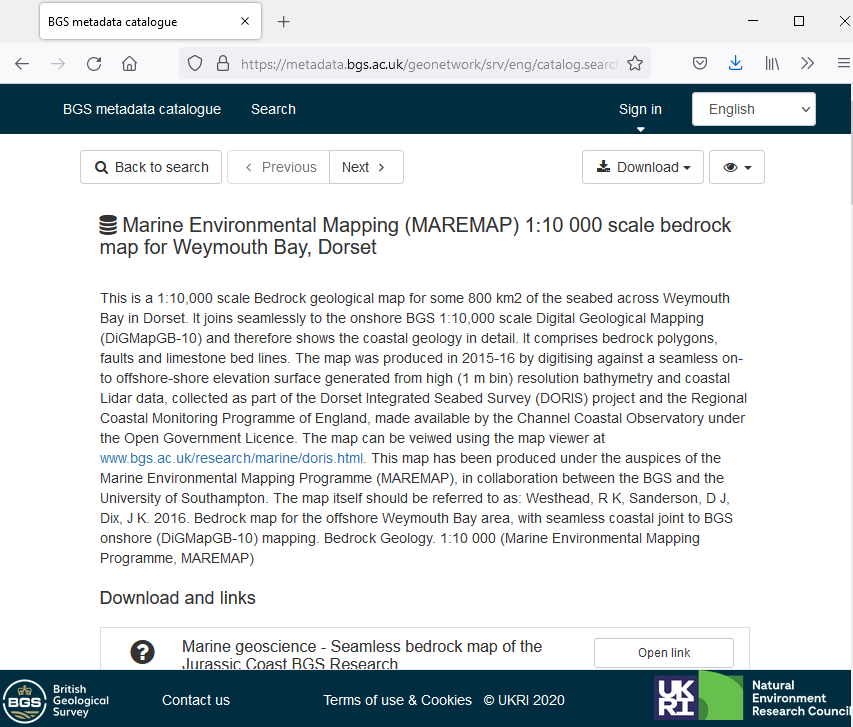 BGS metadata catalogue
https://metadata.bgs.ac.uk/geonetwork/srv/eng/catalog.searc
BGS metadata catalogue Search Sign in English
Back to search Previous Next Download
Marine Environmental Mapping (MAREMAP) 1:10 000 scale bedrock
map for Weymouth Bay, Dorset
This is a 1:10,000 scale Bedrock geological map for some 800 km2 of the seabed across Weymouth
Bay in Dorset. It joins seamlessly to the onshore BGS 1:10,000 scale Digital Geological Mapping
(DiGMapGB-10) and therefore shows the coastal geology in detail. It comprises bedrock polygons,
faults and limestone bed lines. The map was produced in 2015-16 by digitising against a seamless on-
to offshore-shore elevation surface generated from high (1 m bin) resolution bathymetry and coastal
Lidar data, collected as part of the Dorset Integrated Seabed Survey (DORIS) project and the Regional
Coastal Monitoring Programme of England, made available by the Channel Coastal Observatory under
the Open Government Licence. The map can be veiwed using the map viewer at
www.bgs.ac.uk/research/marine/doris.html. This map has been produced under the auspices of the
Marine Environmental Mapping Programme (MAREMAP), in collaboration between the BGS and the
University of Southampton. The map itself should be referred to as: Westhead, R K, Sanderson, D J,
Dix, J K. 2016. Bedrock map for the offshore Weymouth Bay area, with seamless coastal joint to BGS
onshore (DiGMapGB-10) mapping. Bedrock Geology. 1:10 000 (Marine Environmental Mapping
Programme, MAREMAP)
Download and links
Marine geoscience - Seamless bedrock map of the
Jurassic Coast BGS Research
Open link
BGS
British
Geological
Survey
Contact us Terms of use & Cookies © UKRI 2020
UK
RI
Natural
Environment
Research Council